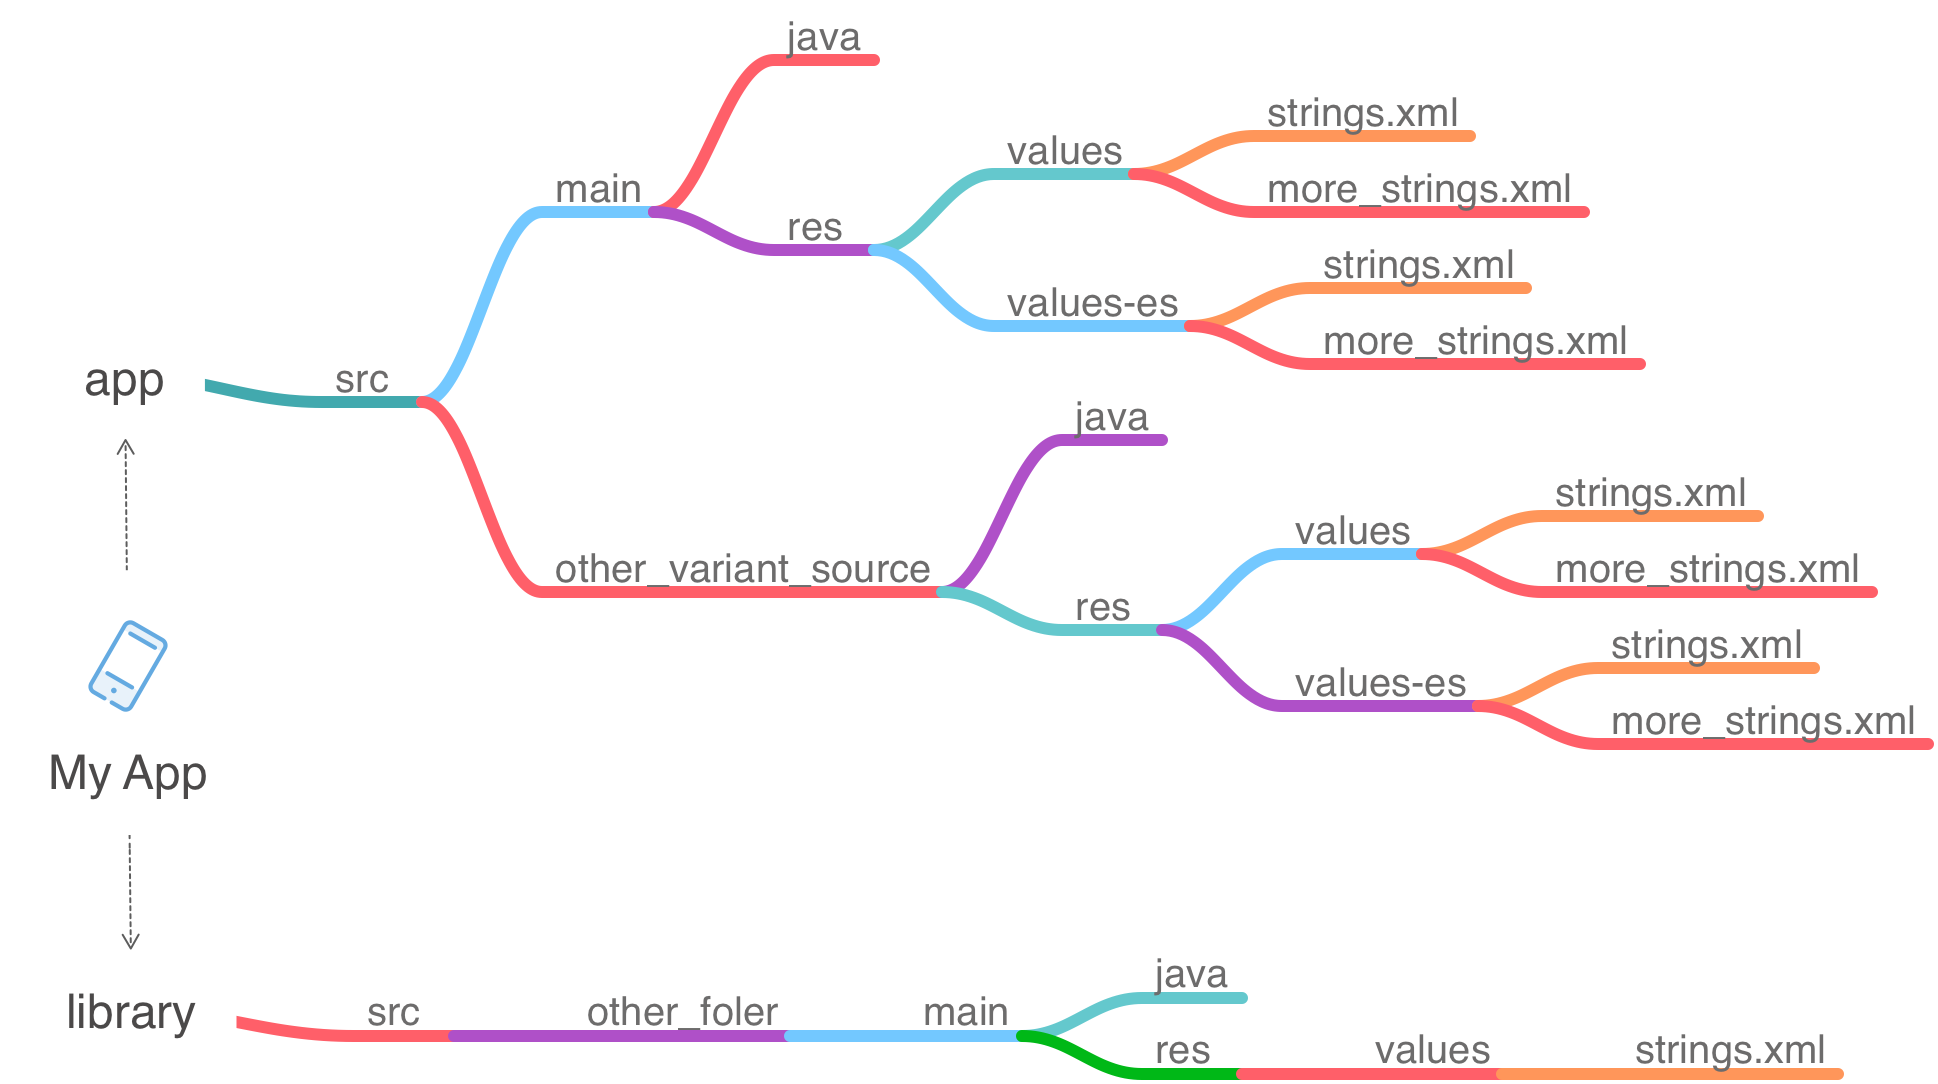 java
strings.xml
values
more_strings.xml
main
res
strings.xml
values-es
more_strings.xml
app
src
java
strings.xml
values
more_strings.xml
other_variant_source
res
strings.xml
values-es
more_strings.xml
My App
java
library
src
other_foler
main
res
values
strings.xml